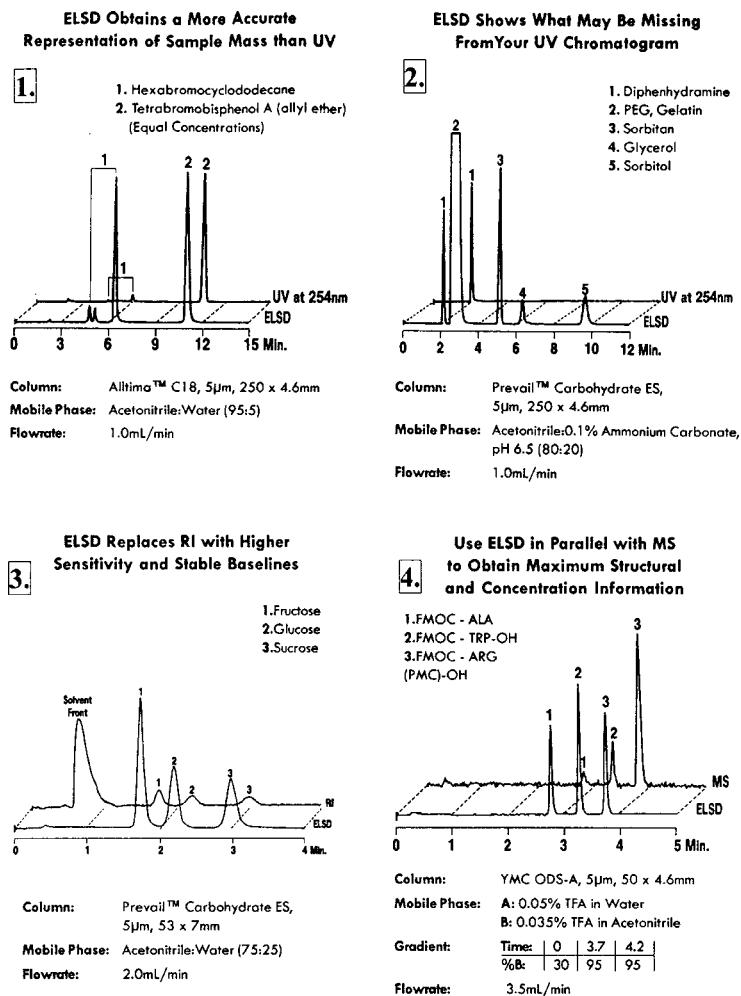 ELSD Obtains a More Accurate
Representation of Sample Mass than UV
1.
1. Hexabromocyclododecane
2. Tetrabromobisphenol A (allyl ether)
(Equal Concentrations)
1
2 2
1
UV at 254nm
ELSD
0 3 6 9 12 15 Min.
Column: Alltima™ C18, 5µm, 250 x 4.6mm
Mobile Phase: Acetonitrile:Water (95:5)
Flowrate: 1.0mL/min
ELSD Shows What May Be Missing
FromYour UV Chromatogram
2.
1. Diphenhydramine
2. PEG, Gelatin
3. Sorbitan
4. Glycerol
5. Sorbitol
2
1 1 3
4 5
UV at 254nm
ELSD
0 2 4 6 8 10 12 Min.
Column: Prevail™ Carbohydrate ES,
5µm, 250 x 4.6mm
Mobile Phase: Acetonitrile:0.1% Ammonium Carbonate,
pH 6.5 (80:20)
Flowrate: 1.0mL/min
ELSD Replaces RI with Higher
Sensitivity and Stable Baselines
3.
1.Fructose
2.Glucose
3.Sucrose
Solvent
Front
1
2 3
1 2 3
RI
ELSD
0 1 2 3 4 Min.
Column: Prevail™ Carbohydrate ES,
5µm, 53 x 7mm
Mobile Phase: Acetonitrile:Water (75:25)
Flowrate: 2.0mL/min
Use ELSD in Parallel with MS
to Obtain Maximum Structural
and Concentration Information
4.
1.FMOC - ALA
2.FMOC - TRP-OH
3.FMOC - ARG
(PMC)-OH
3
2
1 3
2
1
MS
ELSD
0 1 2 3 4 5 Min.
Column: YMC ODS-A, 5µm, 50 x 4.6mm
Mobile Phase: A: 0.05% TFA in Water
B: 0.035% TFA in Acetonitrile
Gradient: Time: 0 3.7 4.2
%B: 30 95 95
Flowrate: 3.5mL/min